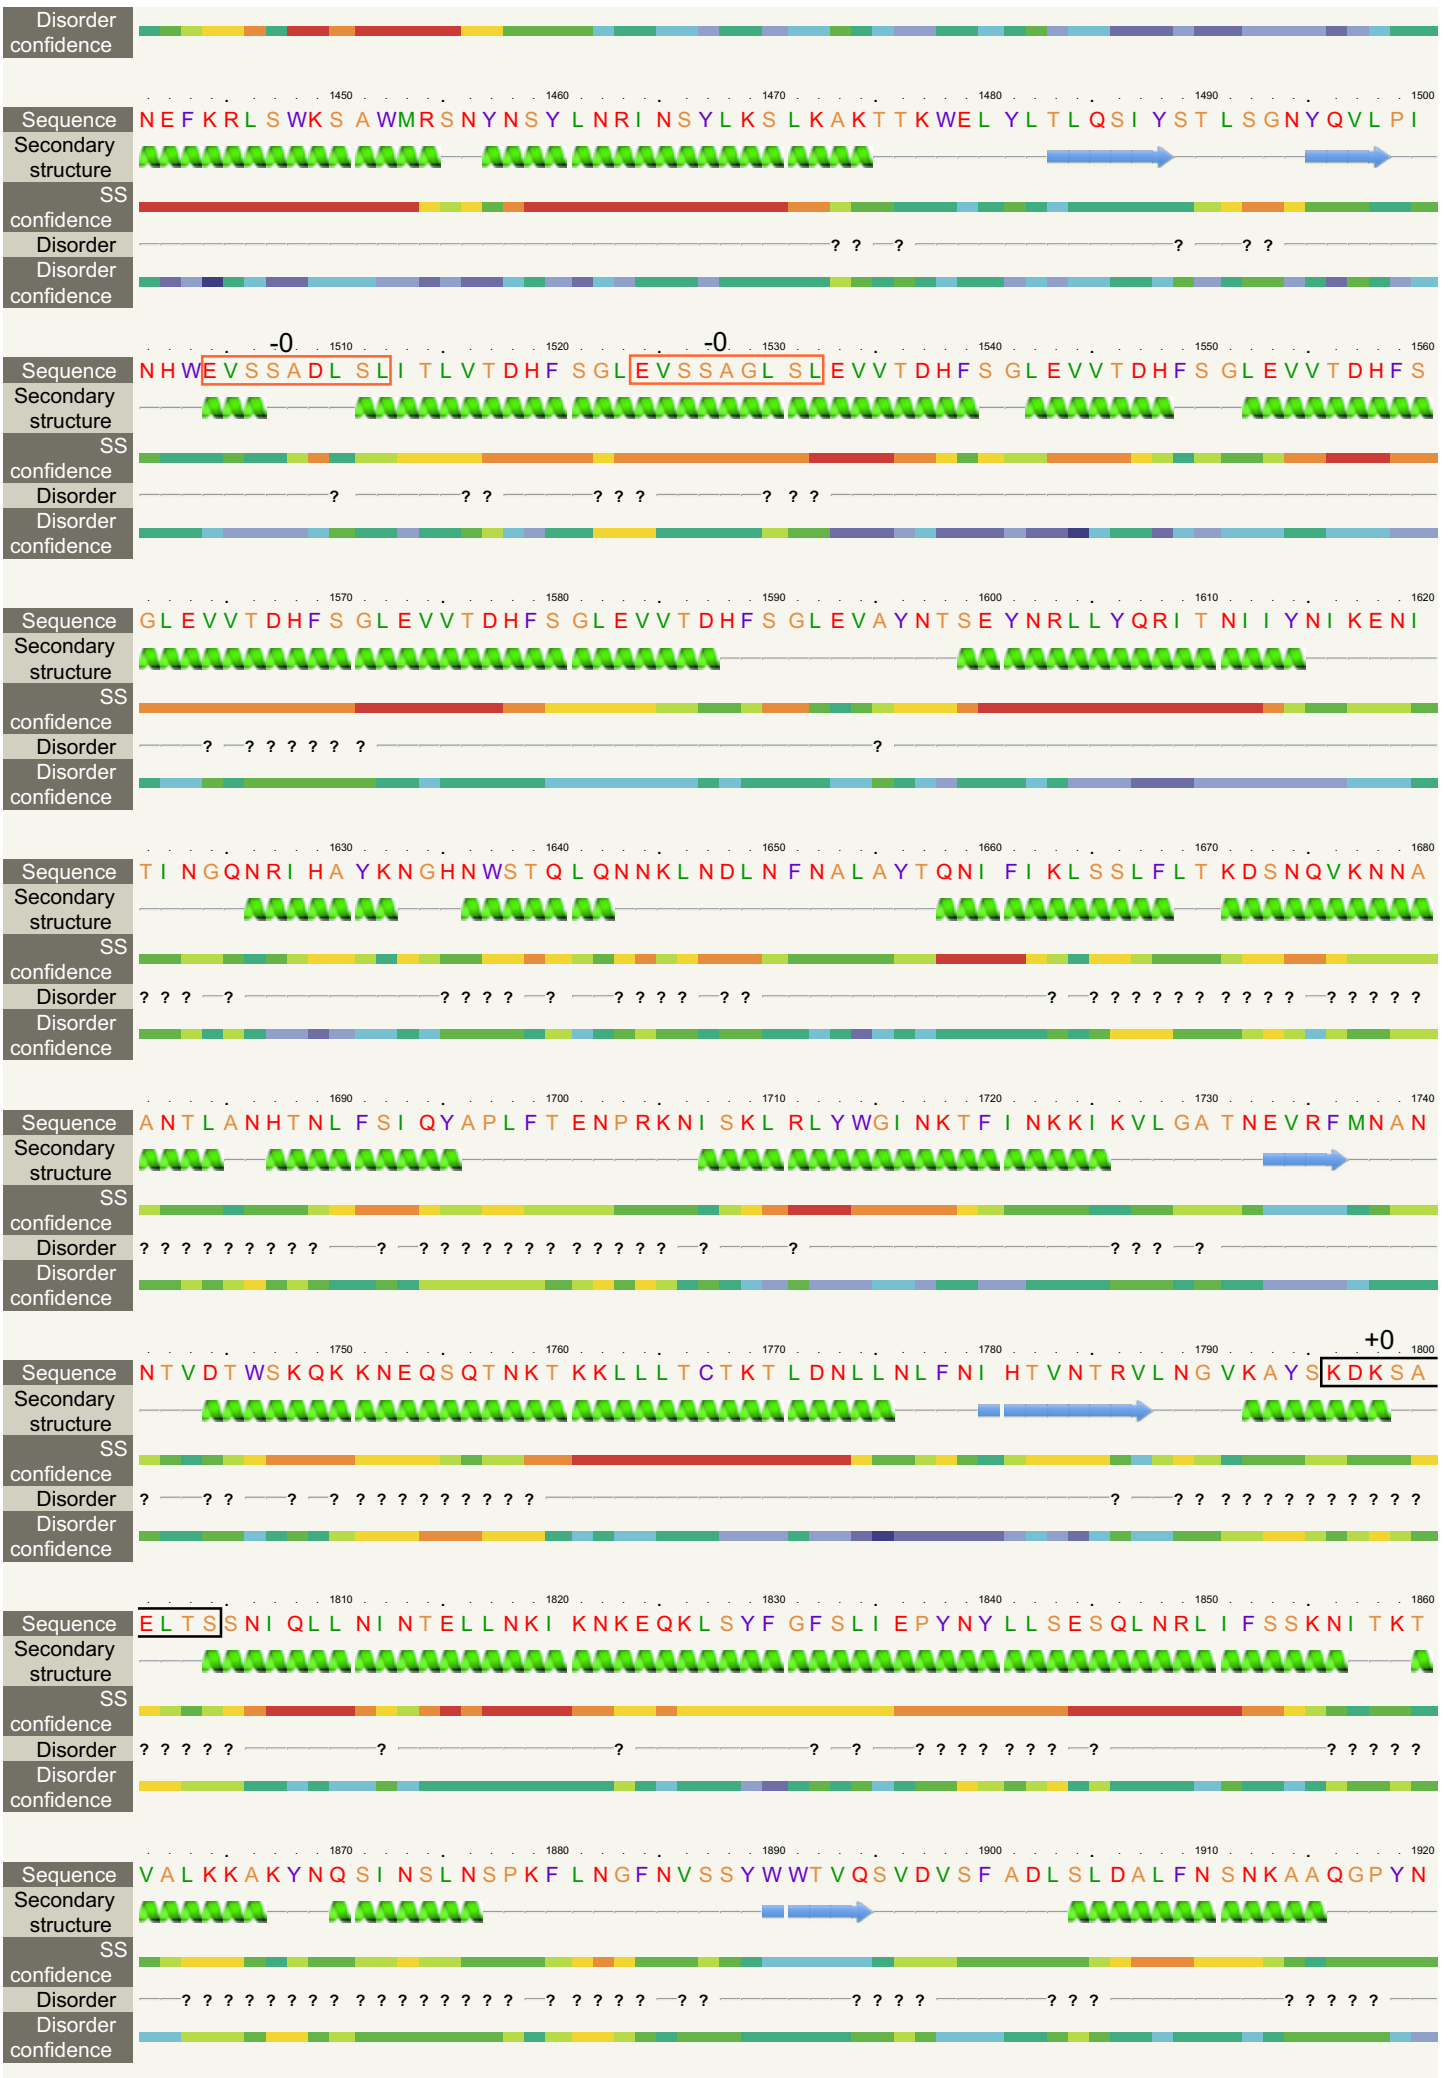 Disorder
confidence
1450 1460 1470 1480 1490 1500
Sequence NEFKRLSWKSAWMRSNYNSYLNRINSYLKSLKAKTTKWELYLTLQSIYSTLSGNYQVLPI
Secondary
structure
SS
confidence
Disorder ? ? ? ? ? ?
Disorder
confidence
-0 -0
1510 1520 1530 1540 1550 1560
Sequence NHWEVSSADLSLITLVTDHFSGLEVSSAGLSLEVVTDHFSGLEVVTDHFSGLEVVTDHFS
Secondary
structure
SS
confidence
Disorder ? ? ? ? ? ? ? ? ?
Disorder
confidence
1570 1580 1590 1600 1610 1620
Sequence GLEVVTDHFSGLEVVTDHFSGLEVVTDHFSGLEVAYNTSEYNRLLYQRITNIIYNIKENI
Secondary
structure
SS
confidence
Disorder ? ? ? ? ? ? ? ?
Disorder
confidence
1630 1640 1650 1660 1670 1680
Sequence TINGQNRIHAYKNGHNWSTQLQNNKLNDLNFNALAYTQNIFIKLSSLFLTKDSNQVKNNA
Secondary
structure
SS
confidence
Disorder ? ? ? ? ? ? ? ? ? ? ? ? ? ? ? ? ? ? ? ? ? ? ? ? ? ? ? ? ? ? ?
Disorder
confidence
1690 1700 1710 1720 1730 1740
Sequence ANTLANHTNLFSIQYAPLFTENPRKNISKLRLYWGINKTFINKKIKVLGATNEVRFMNAN
Secondary
structure
SS
confidence
Disorder ? ? ? ? ? ? ? ? ? ? ? ? ? ? ? ? ? ? ? ? ? ? ? ? ? ? ? ? ?
Disorder
confidence
+0
1750 1760 1770 1780 1790 1800
Sequence NTVDTWSKQKKNEQSQTNKTKKLLLTCTKTLDNLLNLFNIHTVNTRVLNGVKAYSKDKSA
Secondary
structure
SS
confidence
Disorder ? ? ? ? ? ? ? ? ? ? ? ? ? ? ? ? ? ? ? ? ? ? ? ? ? ? ?
Disorder
confidence
1810 1820 1830 1840 1850 1860
Sequence ELTSSNIQLLNINTELLNKIKNKEQKLSYFGFSLIEPYNYLLSESQLNRLIFSSKNITKT
Secondary
structure
SS
confidence
Disorder ? ? ? ? ? ? ? ? ? ? ? ? ? ? ? ? ? ? ? ? ? ?
Disorder
confidence
1870 1880 1890 1900 1910 1920
Sequence VALKKAKYNQSINSLNSPKFLNGFNVSSYWWTVQSVDVSFADLSLDALFNSNKAAQGPYN
Secondary
structure
SS
confidence
Disorder ? ? ? ? ? ? ? ? ? ? ? ? ? ? ? ? ? ? ? ? ? ? ? ? ? ? ? ? ? ? ? ? ? ? ?
Disorder
confidence